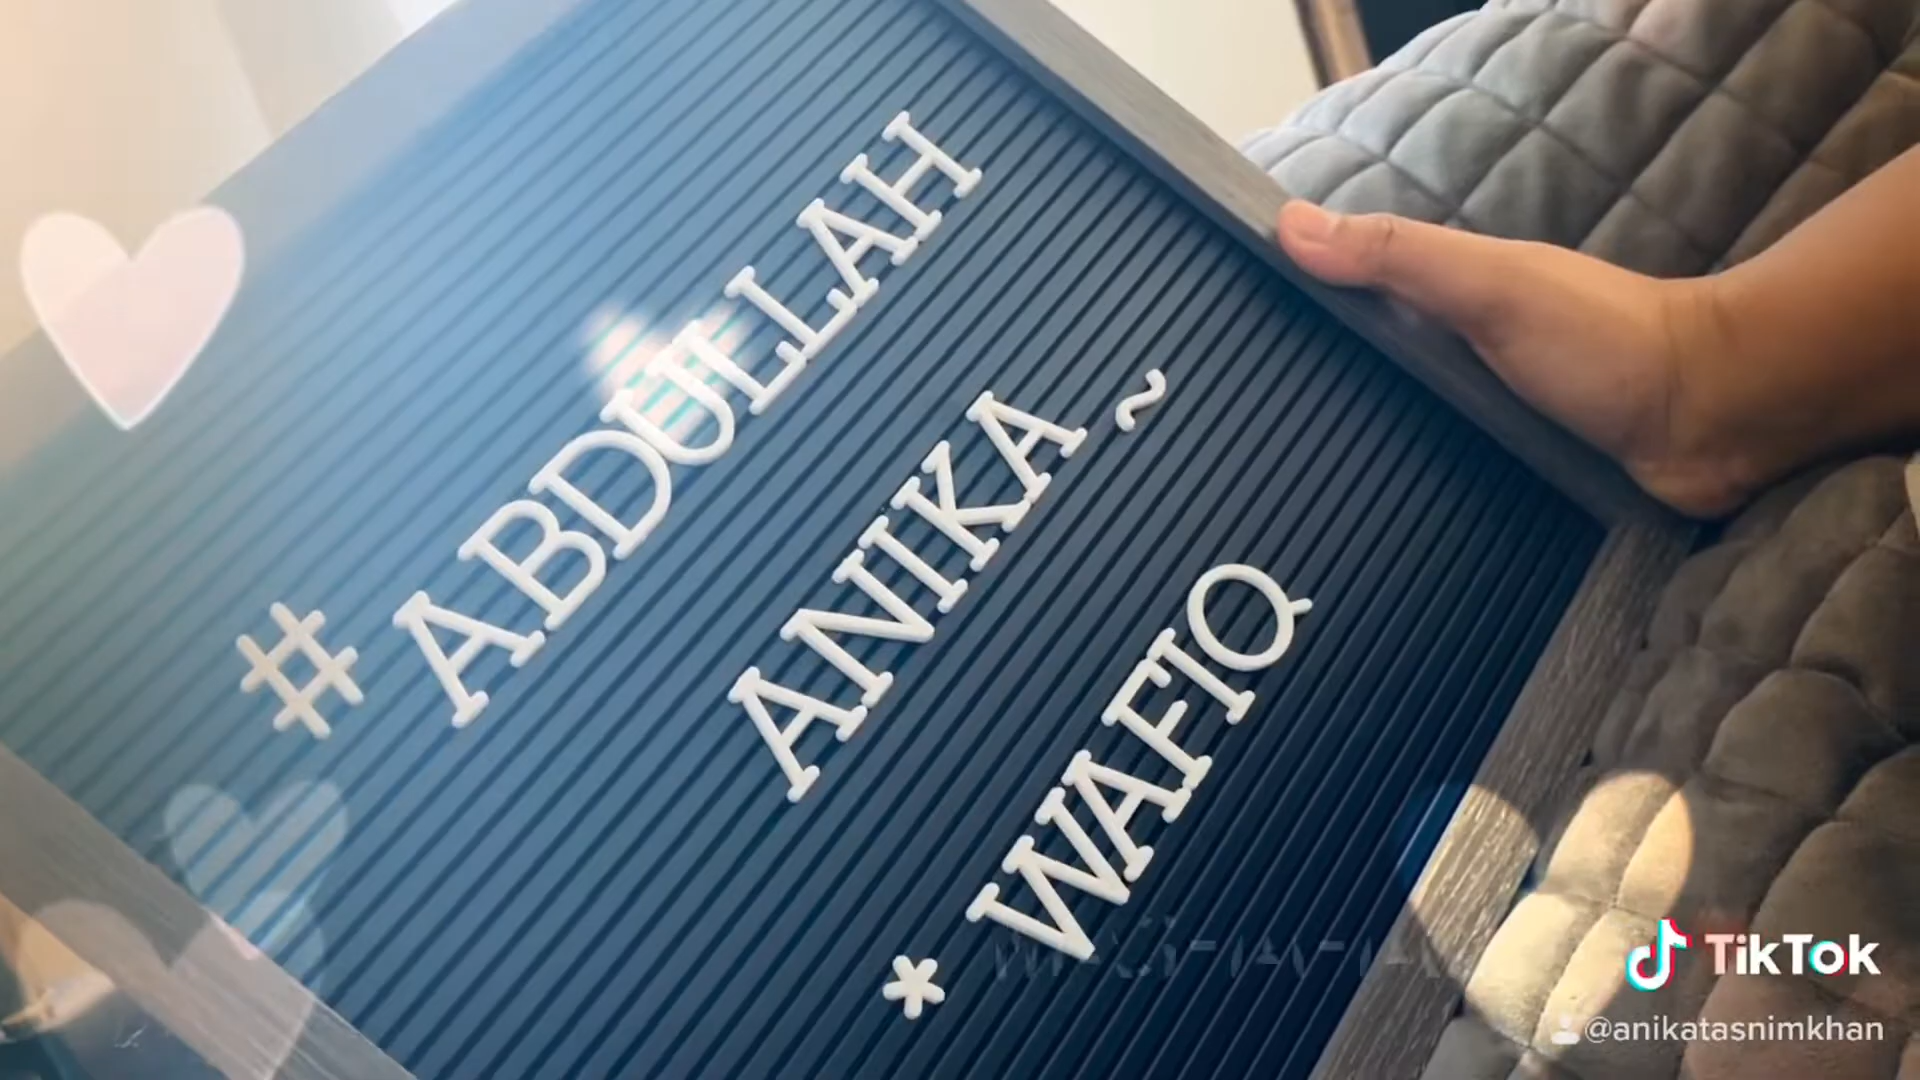 # ABDULLAH
ANIKA ~
* WAFIQ
TikTok
@anikatasnimkhan